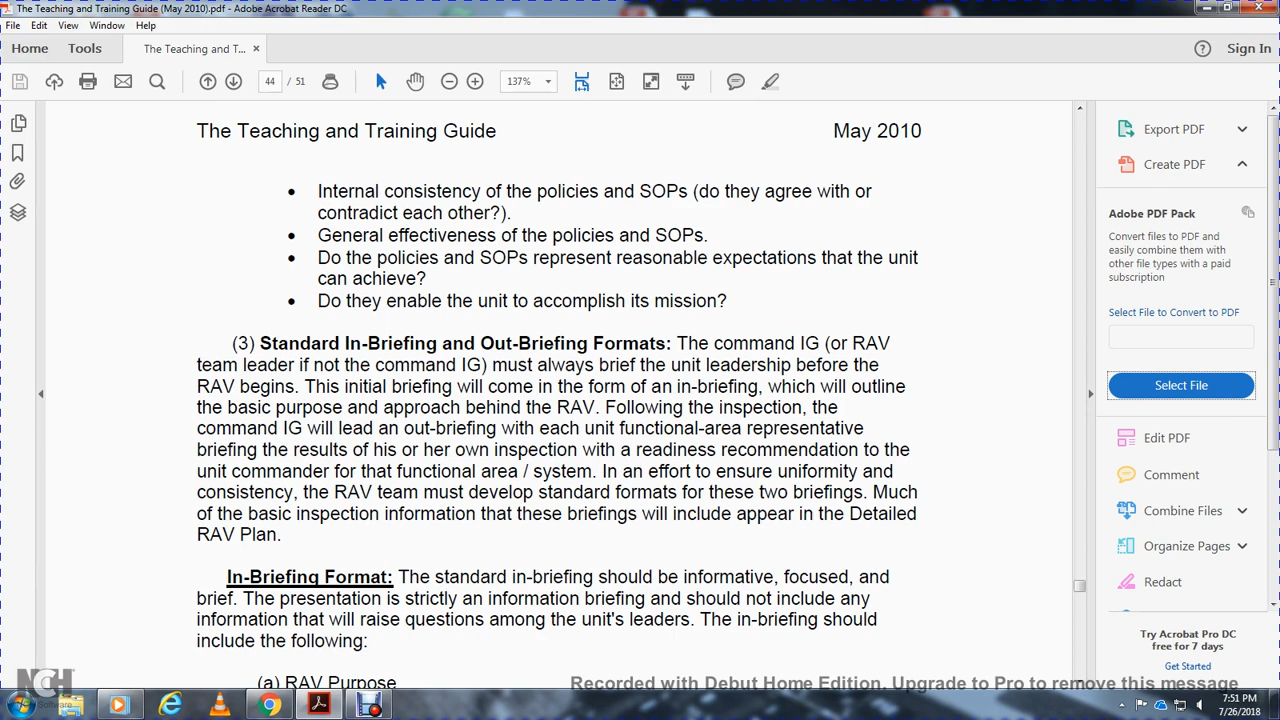 The Teaching and Training Guide (May 2010).pdf - Adobe Acrobat Reader DC
File Edit View Window Help
Home Tools The Teaching and T... × Sign In
44 / 51 137%
The Teaching and Training Guide May 2010
• Internal consistency of the policies and SOPs (do they agree with or
contradict each other?).
• General effectiveness of the policies and SOPs.
• Do the policies and SOPs represent reasonable expectations that the unit
can achieve?
• Do they enable the unit to accomplish its mission?
(3) Standard In-Briefing and Out-Briefing Formats: The command IG (or RAV
team leader if not the command IG) must always brief the unit leadership before the
RAV begins. This initial briefing will come in the form of an in-briefing, which will outline
the basic purpose and approach behind the RAV. Following the inspection, the
command IG will lead an out-briefing with each unit functional-area representative
briefing the results of his or her own inspection with a readiness recommendation to the
unit commander for that functional area / system. In an effort to ensure uniformity and
consistency, the RAV team must develop standard formats for these two briefings. Much
of the basic inspection information that these briefings will include appear in the Detailed
RAV Plan.
In-Briefing Format: The standard in-briefing should be informative, focused, and
brief. The presentation is strictly an information briefing and should not include any
information that will raise questions among the unit's leaders. The in-briefing should
include the following:
(a) RAV Purpose
Export PDF
Create PDF
Adobe PDF Pack
Convert files to PDF and
easily combine them with
other file types with a paid
subscription
Select File to Convert to PDF
Select File
Edit PDF
Comment
Combine Files
Organize Pages
Redact
Try Acrobat Pro DC
free for 7 days
Get Started
NCH
Software
Recorded with Debut Home Edition. Upgrade to Pro to remove this message
7:51 PM
7/26/2018